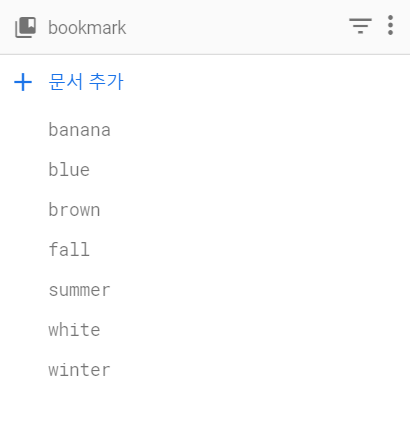 bookmark
문서 추가
banana
blue
brown
fall
summer
white
winter